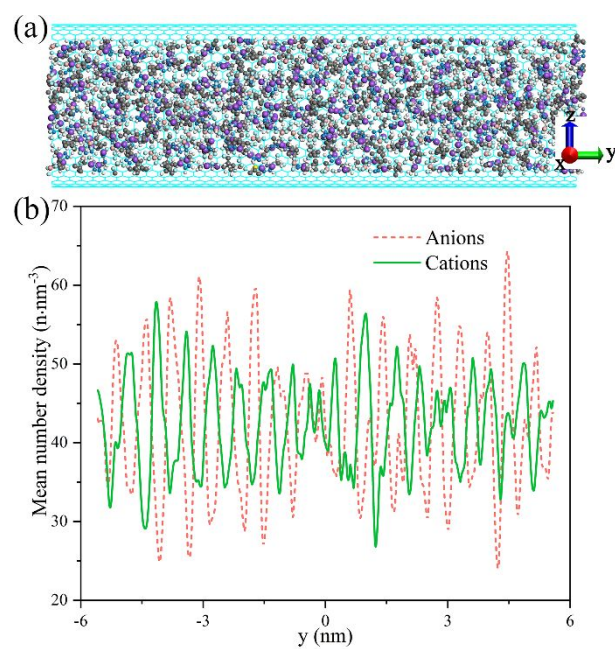 (a)
z
x
y
(b)
70
60
50
40
30
20
Mean number density (n·nm⁻³)
Anions
Cations
-6
-3
0
3
6
y (nm)